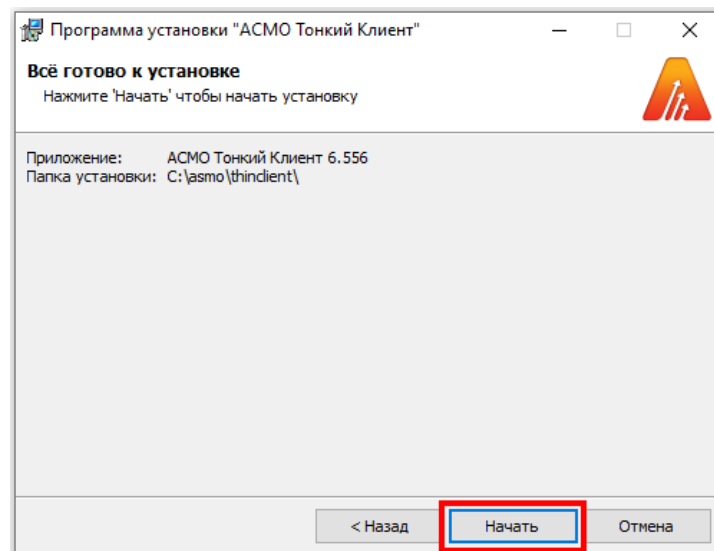 Программа установки "АСМО Тонкий Клиент"
Всё готово к установке
Нажмите 'Начать' чтобы начать установку
Приложение: АСМО Тонкий Клиент 6.556
Папка установки: C:\asmo\thinclient\
< Назад Начать Отмена